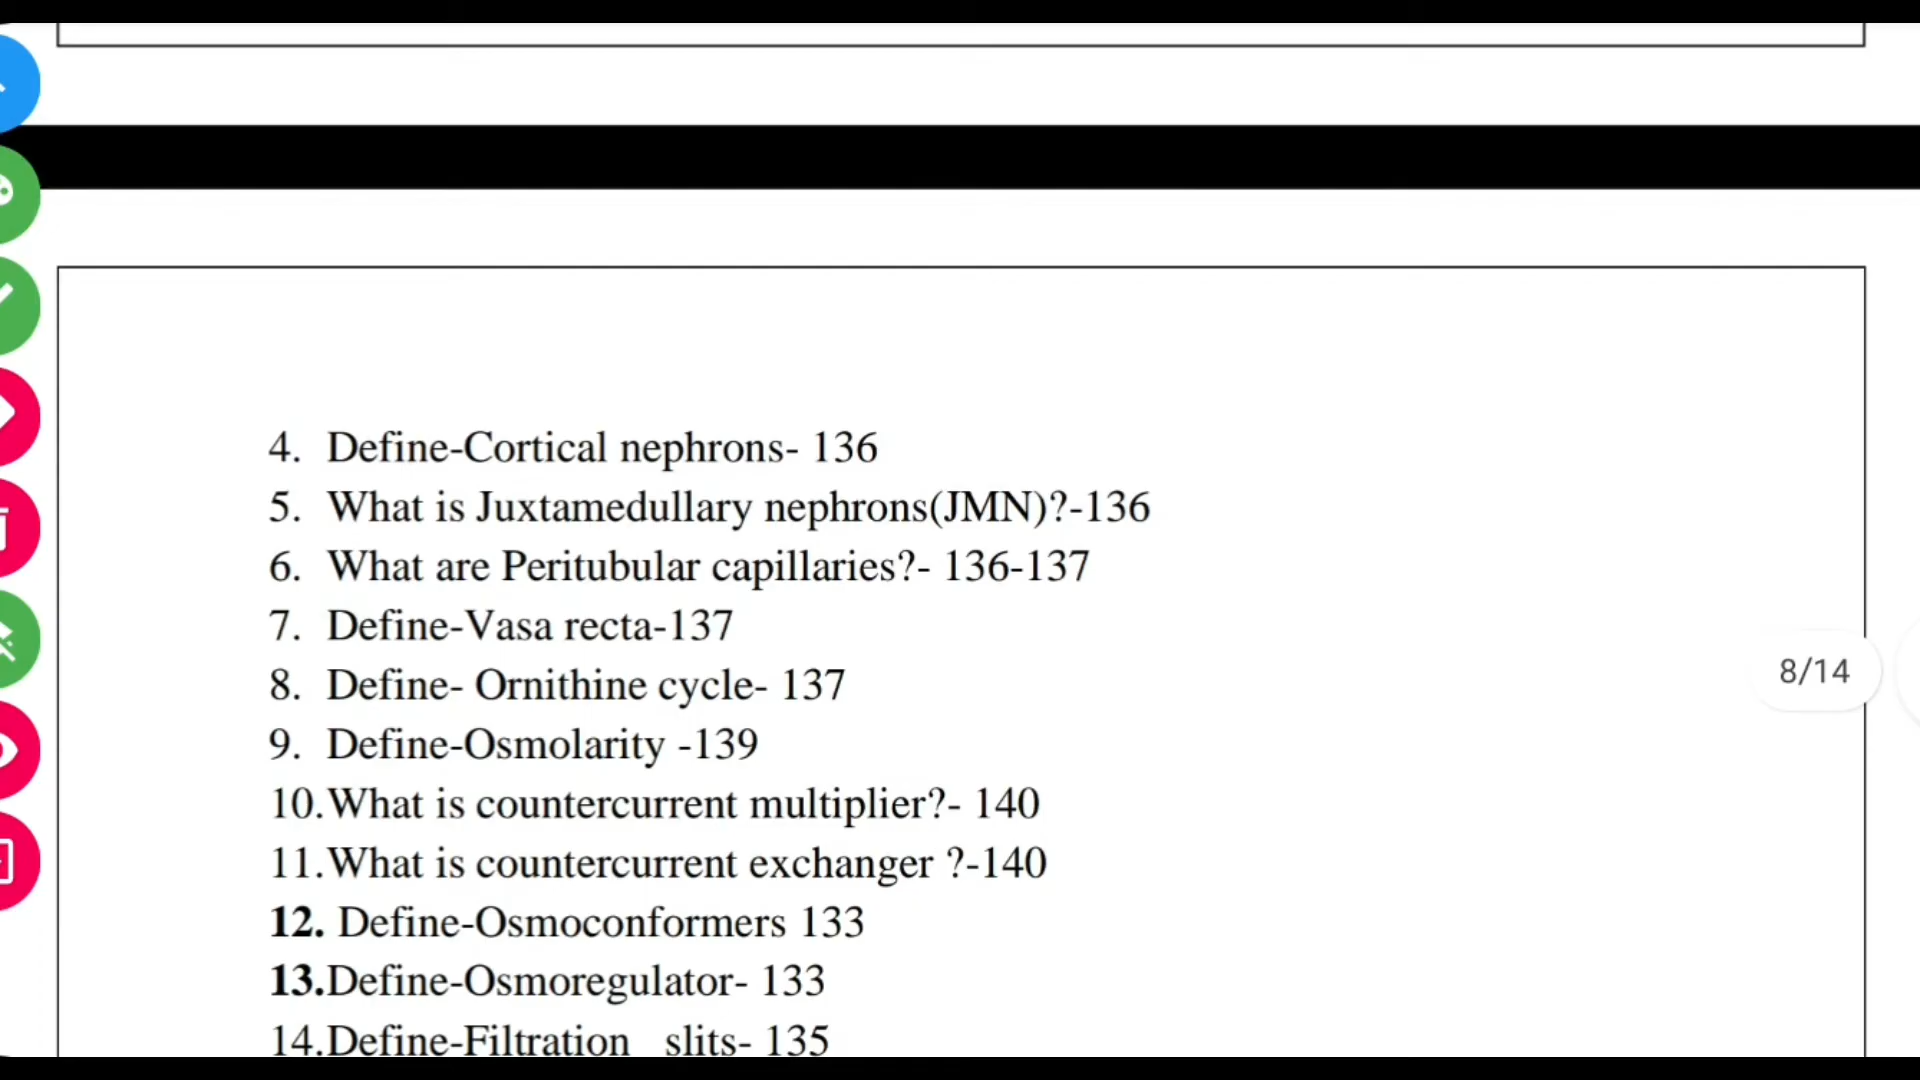 4. Define-Cortical nephrons- 136
5. What is Juxtamedullary nephrons(JMN)?-136
6. What are Peritubular capillaries?- 136-137
7. Define-Vasa recta-137
8. Define- Ornithine cycle- 137
9. Define-Osmolarity -139
8/14
10.What is countercurrent multiplier?- 140
11.What is countercurrent exchanger ?-140
12. Define-Osmoconformers 133
13.Define-Osmoregulator- 133
14.Define-Filtration slits- 135